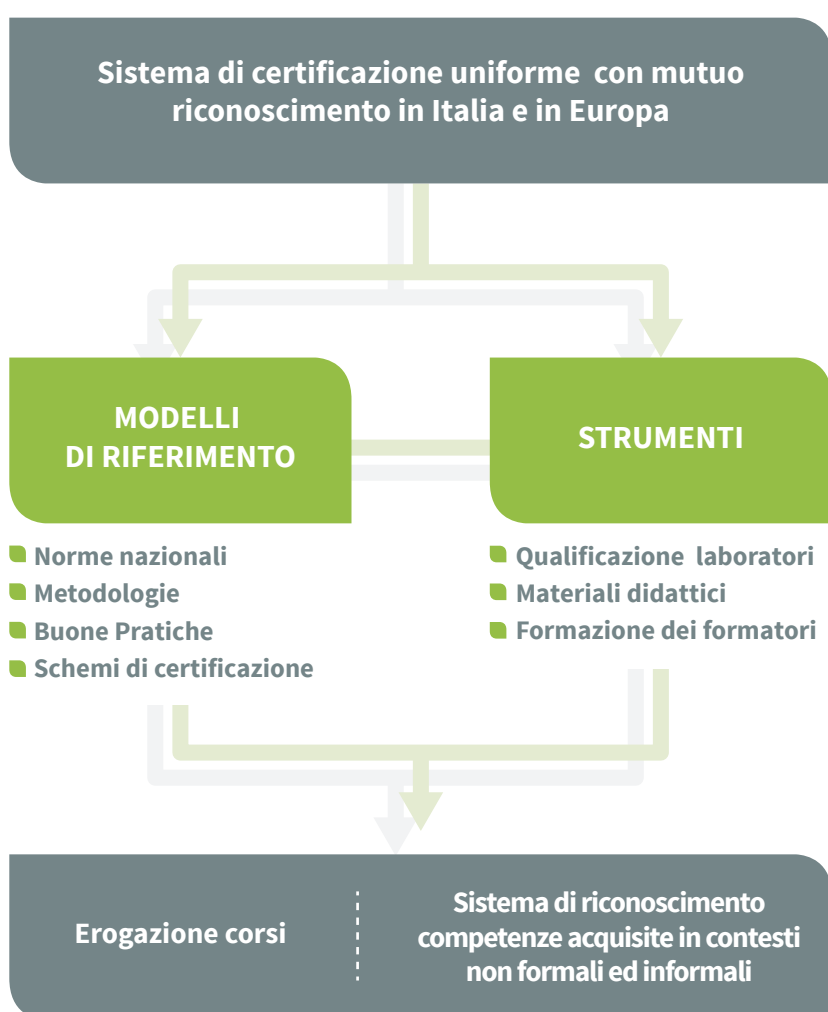 Sistema di certificazione uniforme con mutuo
riconoscimento in Italia e in Europa
MODELLI
DI RIFERIMENTO
Norme nazionali
Metodologie
Buone Pratiche
Schemi di certificazione
STRUMENTI
Qualificazione laboratori
Materiali didattici
Formazione dei formatori
Erogazione corsi
Sistema di riconoscimento
competenze acquisite in contesti
non formali ed informali